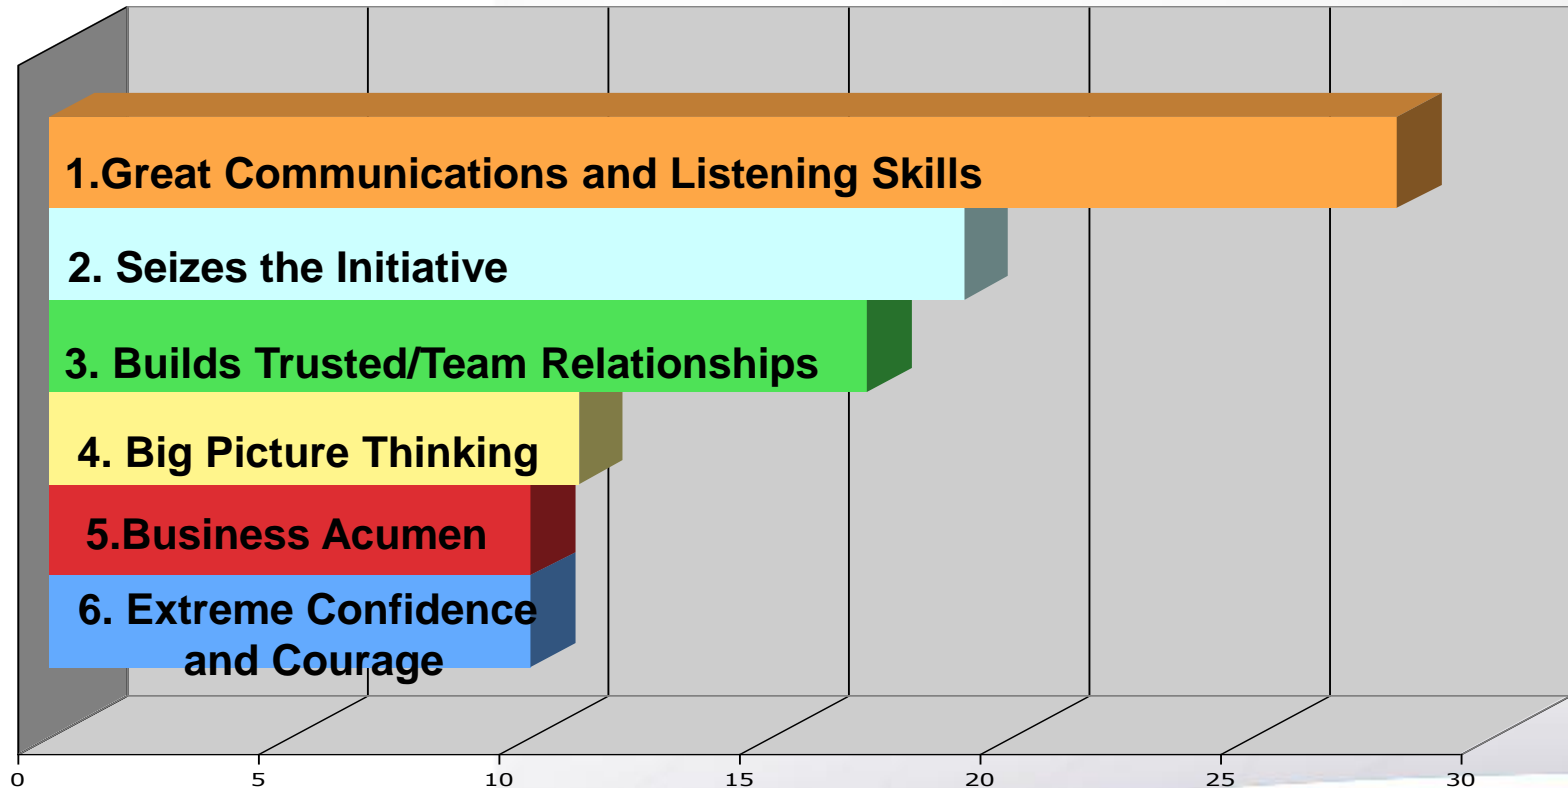 1.Great Communications and Listening Skills
2. Seizes the Initiative
3. Builds Trusted/Team Relationships
4. Big Picture Thinking
5.Business Acumen
6. Extreme Confidence
and Courage
0 5 10 15 20 25 30